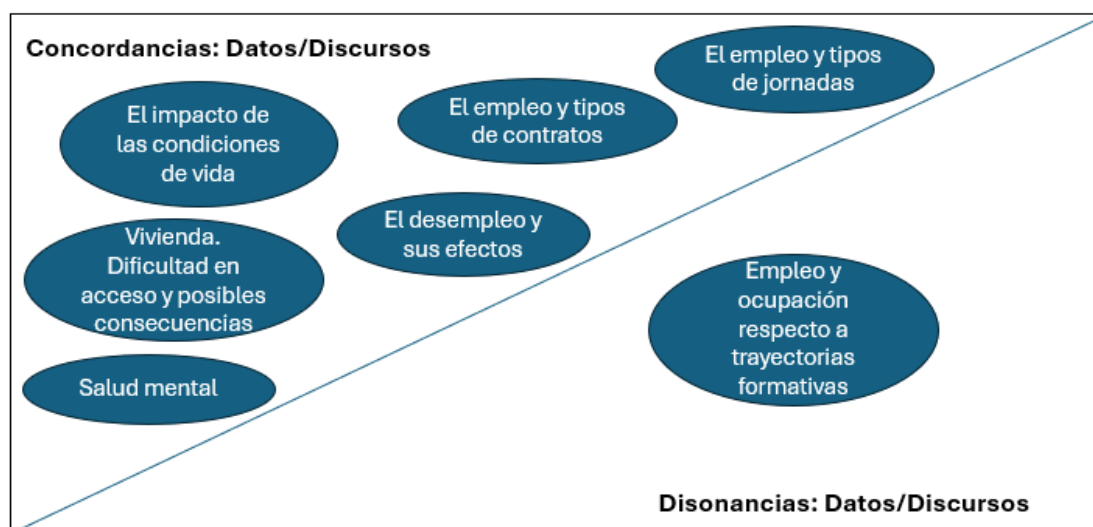 Concordancias: Datos/Discursos
El empleo y tipos
de jornadas
El impacto de
las condiciones
de vida
El empleo y tipos
de contratos
El desempleo y
sus efectos
Vivienda.
Dificultad en
acceso y posibles
consecuencias
Empleo y
ocupación
respecto a
trayectorias
formativas
Salud mental
Disonancias: Datos/Discursos